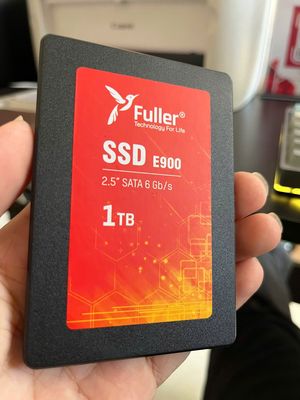 Fuller®
Technology For Life
SSD E900
2.5" SATA 6 Gb/s
1TB